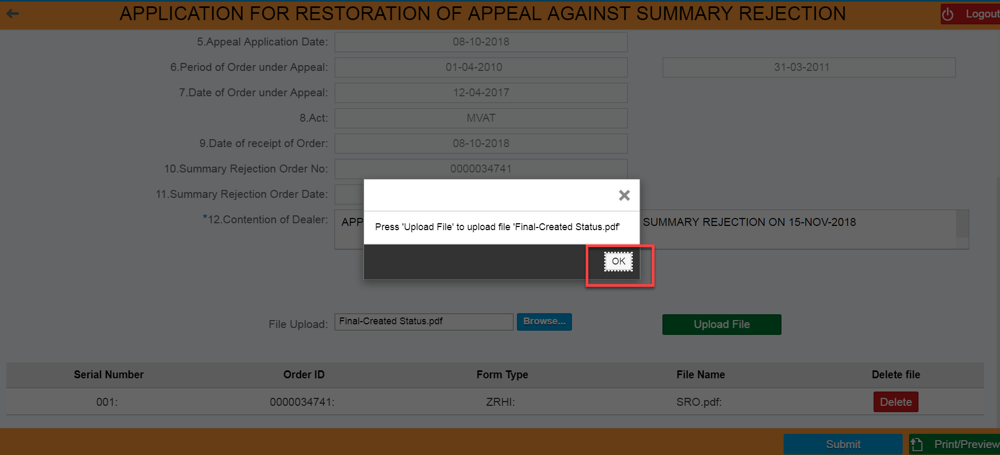 APPLICATION FOR RESTORATION OF APPEAL AGAINST SUMMARY REJECTION
Logout
5.Appeal Application Date: 08-10-2018
6.Period of Order under Appeal: 01-04-2010 31-03-2011
7.Date of Order under Appeal: 12-04-2017
8.Act: MVAT
9.Date of receipt of Order: 08-10-2018
10.Summary Rejection Order No: 0000034741
11.Summary Rejection Order Date:
*12.Contention of Dealer: APP SUMMARY REJECTION ON 15-NOV-2018
Press 'Upload File' to upload file 'Final-Created Status.pdf'
OK
File Upload: Final-Created Status.pdf Browse... Upload File
Serial Number Order ID Form Type File Name Delete file
001: 0000034741: ZRHI: SRO.pdf: Delete
Submit Print/Preview